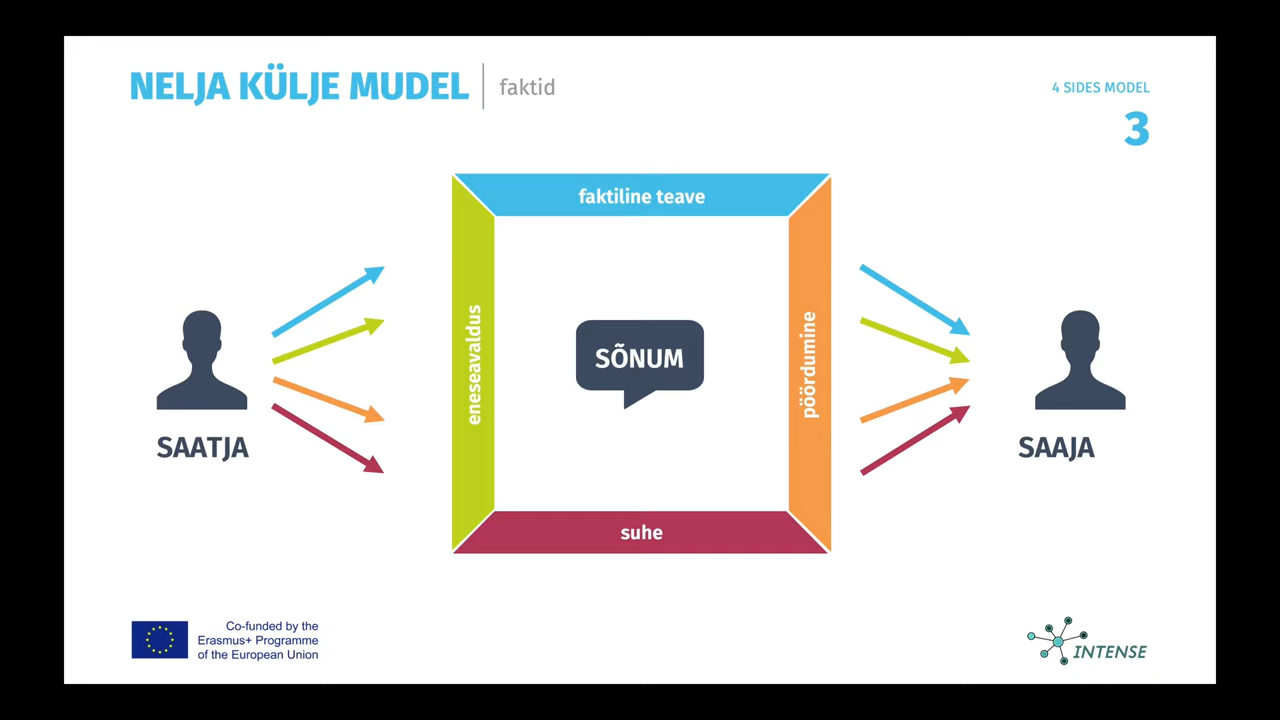 NELJA KÜLJE MUDEL
faktid
4 SIDES MODEL
3
faktiline teave
eneseavaldus
SÕNUM
pöördumine
SAATJA
SAAJA
suhe
Co-funded by the
Erasmus+ Programme
of the European Union
INTENSE